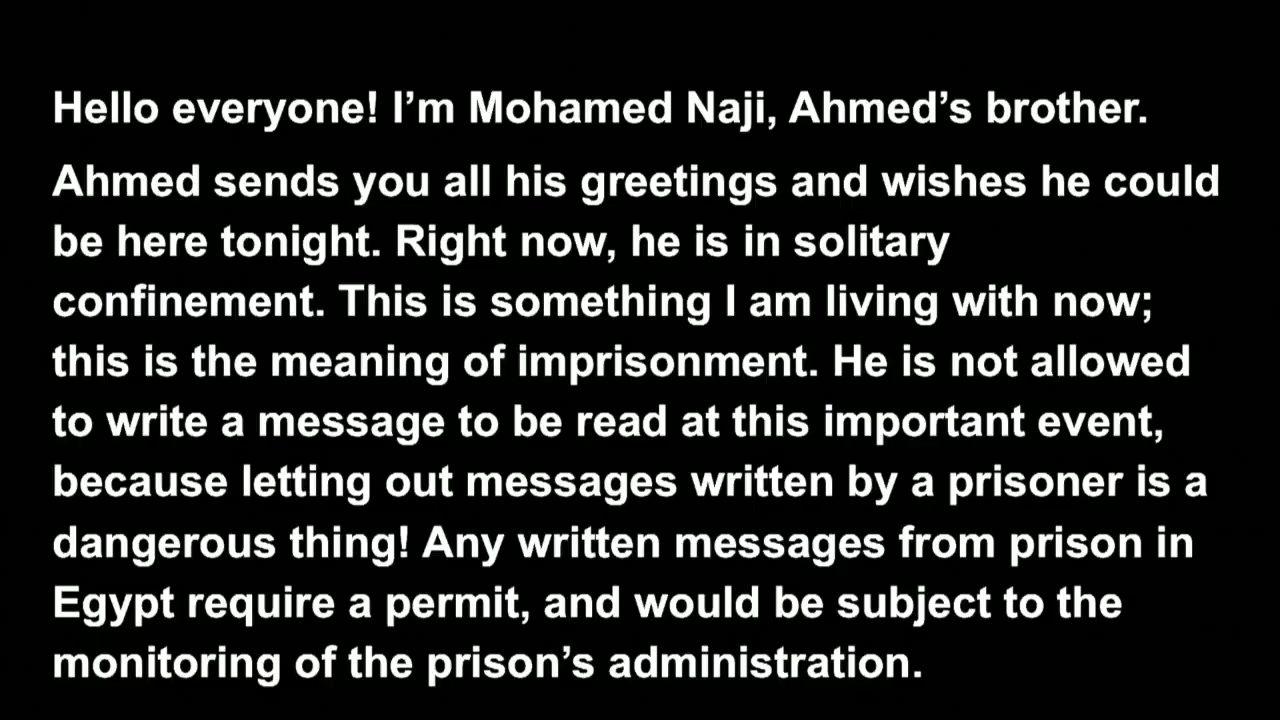 Hello everyone! I’m Mohamed Naji, Ahmed’s brother.
Ahmed sends you all his greetings and wishes he could
be here tonight. Right now, he is in solitary
confinement. This is something I am living with now;
this is the meaning of imprisonment. He is not allowed
to write a message to be read at this important event,
because letting out messages written by a prisoner is a
dangerous thing! Any written messages from prison in
Egypt require a permit, and would be subject to the
monitoring of the prison’s administration.